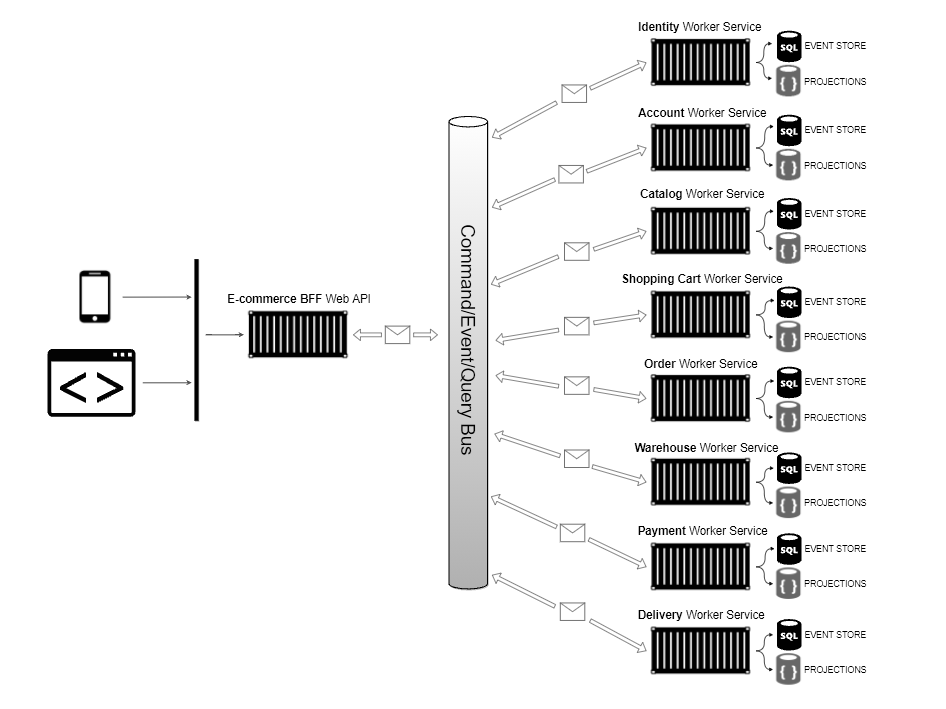 Identity Worker Service
SQL EVENT STORE
{ } PROJECTIONS
Account Worker Service
SQL EVENT STORE
{ } PROJECTIONS
Catalog Worker Service
SQL EVENT STORE
{ } PROJECTIONS
Shopping Cart Worker Service
SQL EVENT STORE
{ } PROJECTIONS
E-commerce BFF Web API
< >
Command/Event/Query Bus
Order Worker Service
SQL EVENT STORE
{ } PROJECTIONS
Warehouse Worker Service
SQL EVENT STORE
{ } PROJECTIONS
Payment Worker Service
SQL EVENT STORE
{ } PROJECTIONS
Delivery Worker Service
SQL EVENT STORE
{ } PROJECTIONS